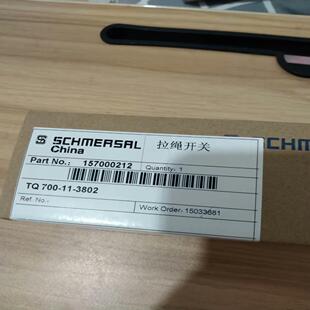 SCHMERSAL
China
拉绳开关
Part No.: 157000212
Quantity: 1
TQ 700-11-3802
Ref. No.:
Work Order: 15033681
CHM